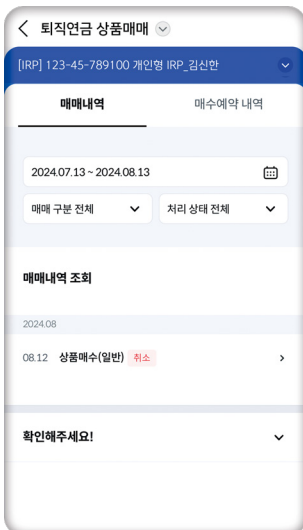 퇴직연금 상품매매
[IRP] 123-45-789100 개인형 IRP_김신한
매매내역 매수예약 내역
2024.07.13 ~ 2024.08.13
매매 구분 전체 처리 상태 전체
매매내역 조회
2024.08
08.12 상품매수(일반) 취소
확인해주세요!